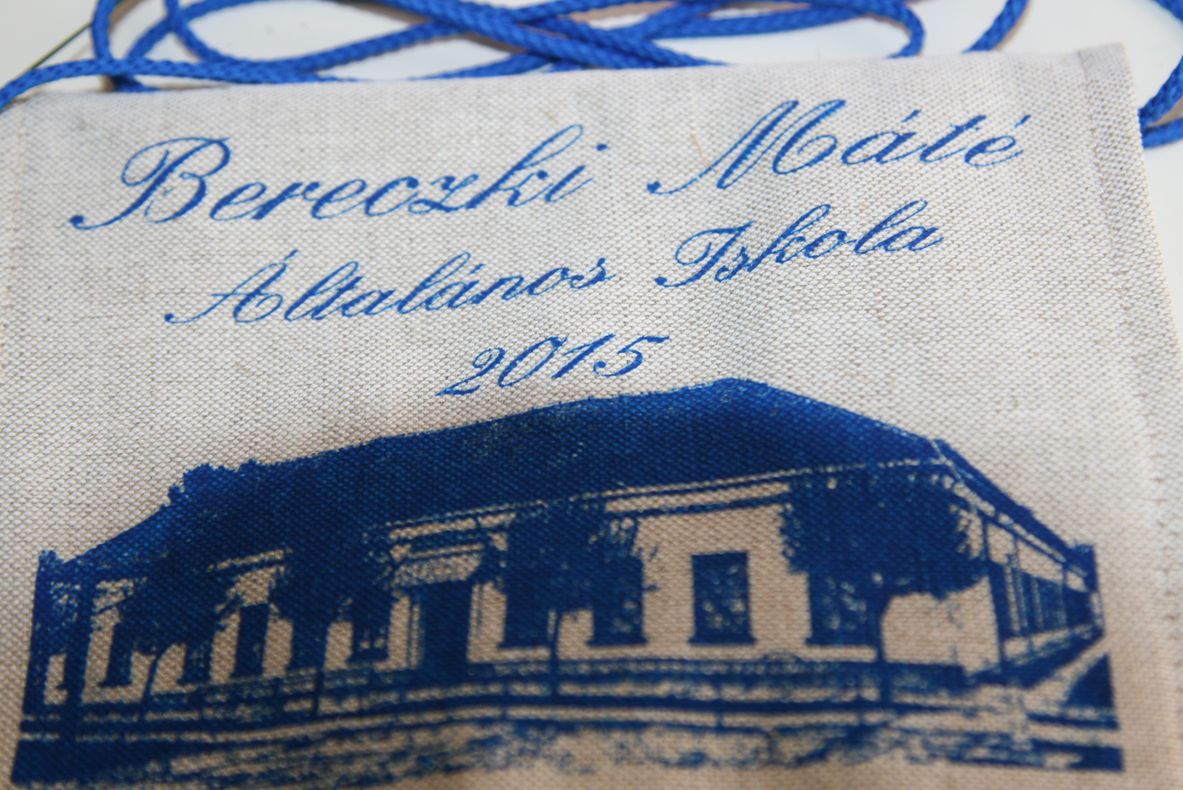 Bereczki Máté
Általános Iskola
2015